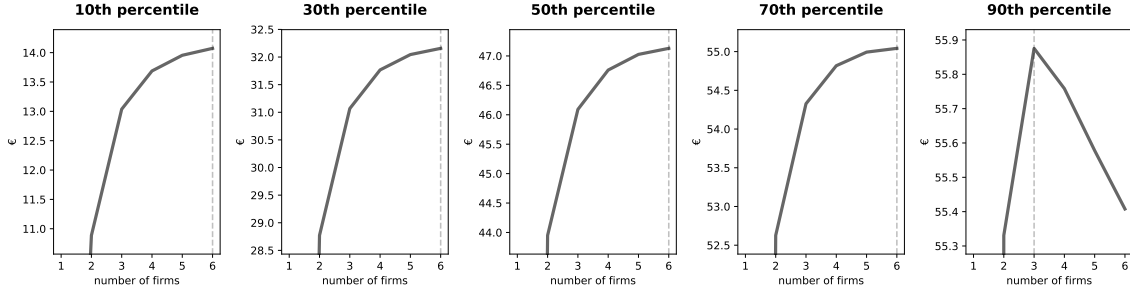 10th percentile
€
14.0
13.5
13.0
12.5
12.0
11.5
11.0
1 2 3 4 5 6
number of firms
30th percentile
€
32.5
32.0
31.5
31.0
30.5
30.0
29.5
29.0
28.5
1 2 3 4 5 6
number of firms
50th percentile
€
47.0
46.5
46.0
45.5
45.0
44.5
44.0
1 2 3 4 5 6
number of firms
70th percentile
€
55.0
54.5
54.0
53.5
53.0
52.5
1 2 3 4 5 6
number of firms
90th percentile
€
55.9
55.8
55.7
55.6
55.5
55.4
55.3
1 2 3 4 5 6
number of firms